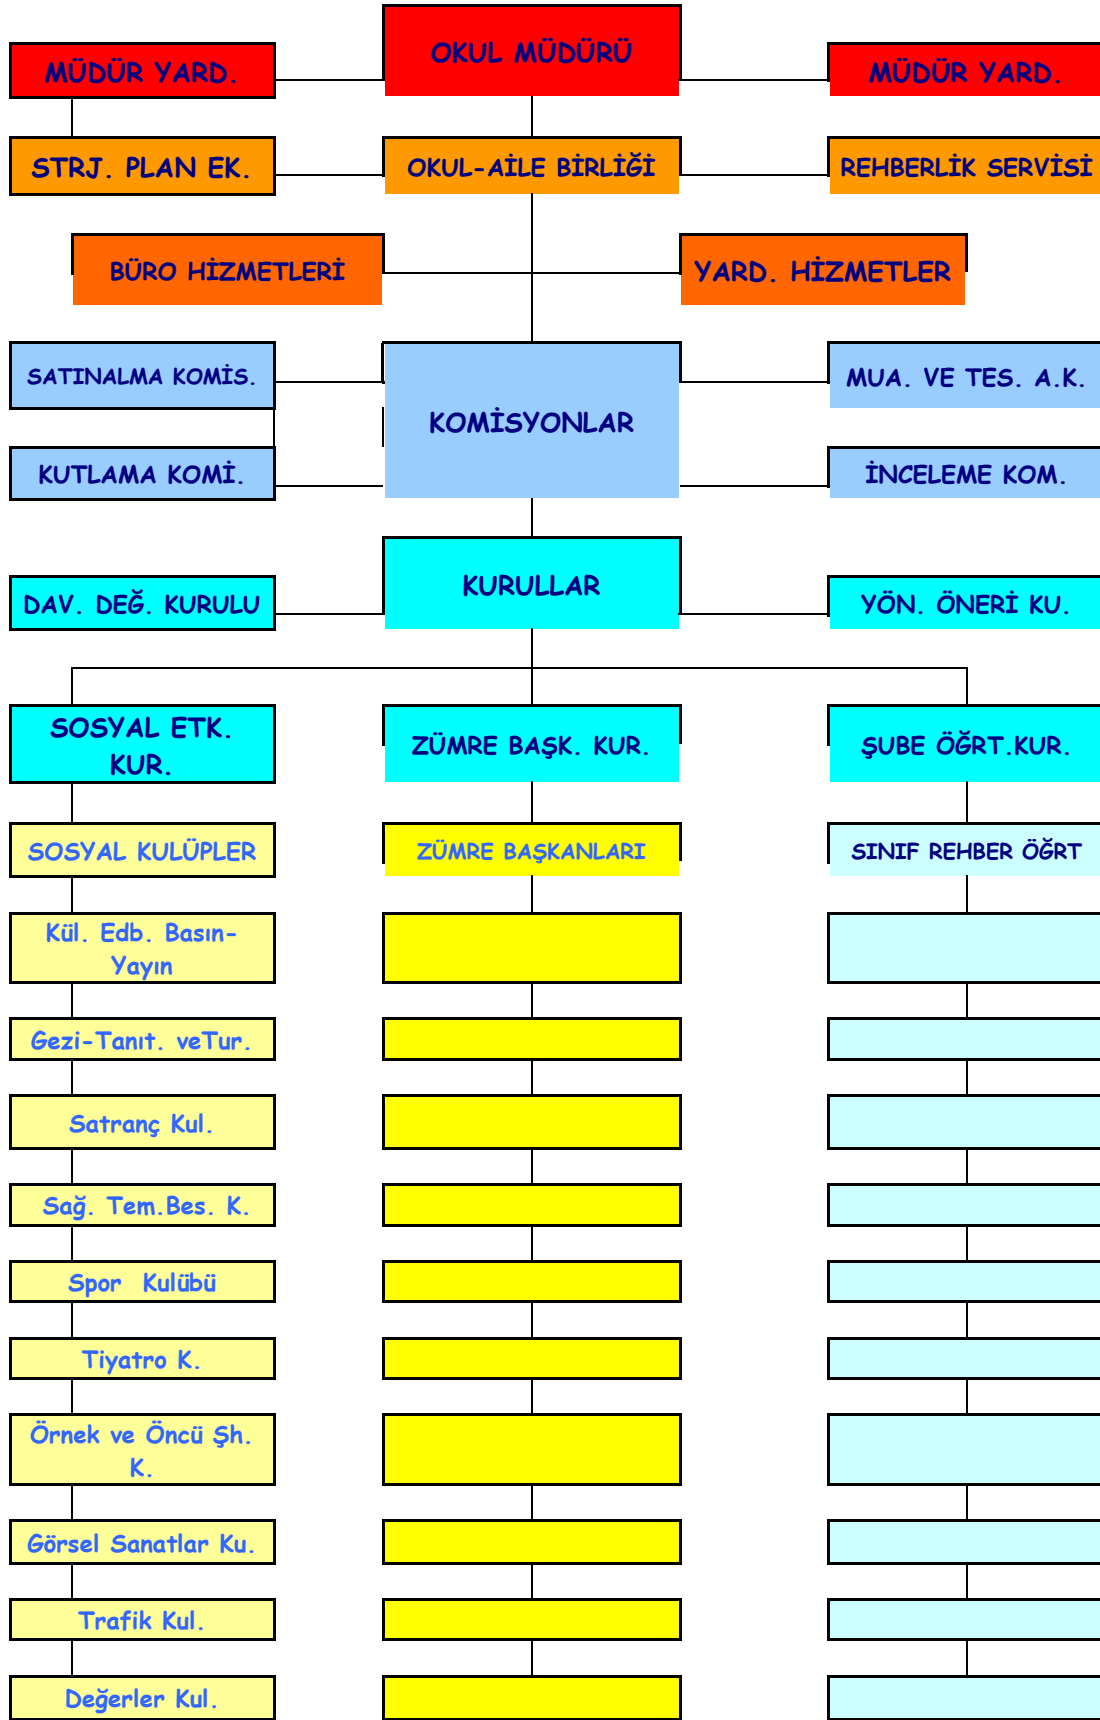 OKUL MÜDÜRÜ
MÜDÜR YARD.
MÜDÜR YARD.
STRJ. PLAN EK.
OKUL-AİLE BİRLİĞİ
REHBERLİK SERVİSİ
BÜRO HİZMETLERİ
YARD. HİZMETLER
SATINALMA KOMİS.
MUA. VE TES. A.K.
KOMİSYONLAR
KUTLAMA KOMİ.
İNCELEME KOM.
KURULLAR
DAV. DEĞ. KURULU
YÖN. ÖNERİ KU.
SOSYAL ETK.
KUR.
ZÜMRE BAŞK. KUR.
ŞUBE ÖĞRT.KUR.
SOSYAL KULÜPLER
ZÜMRE BAŞKANLARI
SINIF REHBER ÖĞRT
Kül. Edb. Basın-
Yayın
Gezi-Tanıt. veTur.
Satranç Kul.
Sağ. Tem.Bes. K.
Spor  Kulübü
Tiyatro K.
Örnek ve Öncü Şh.
K.
Görsel Sanatlar Ku.
Trafik Kul.
Değerler Kul.